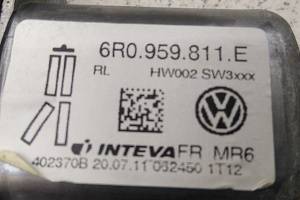 6R0.959.811.E
RL HW002 SW3xxx
INTEVA FR MR6
402370B 20.07.11 062450 1T12